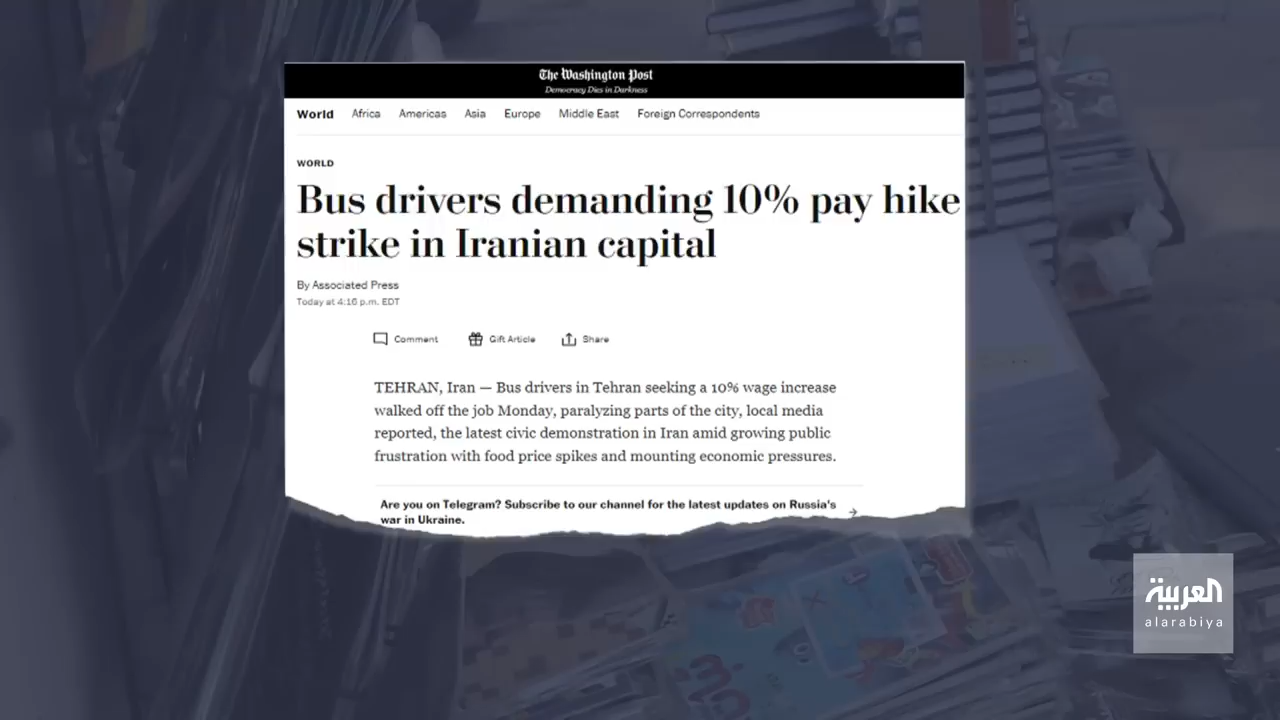 The Washington Post
Democracy Dies in Darkness
World Africa Americas Asia Europe Middle East Foreign Correspondents
WORLD
Bus drivers demanding 10% pay hike
strike in Iranian capital
By Associated Press
Today at 4:16 p.m. EDT
Comment Gift Article Share
TEHRAN, Iran — Bus drivers in Tehran seeking a 10% wage increase
walked off the job Monday, paralyzing parts of the city, local media
reported, the latest civic demonstration in Iran amid growing public
frustration with food price spikes and mounting economic pressures.
Are you on Telegram? Subscribe to our channel for the latest updates on Russia's
war in Ukraine.
العربية
alarabiya